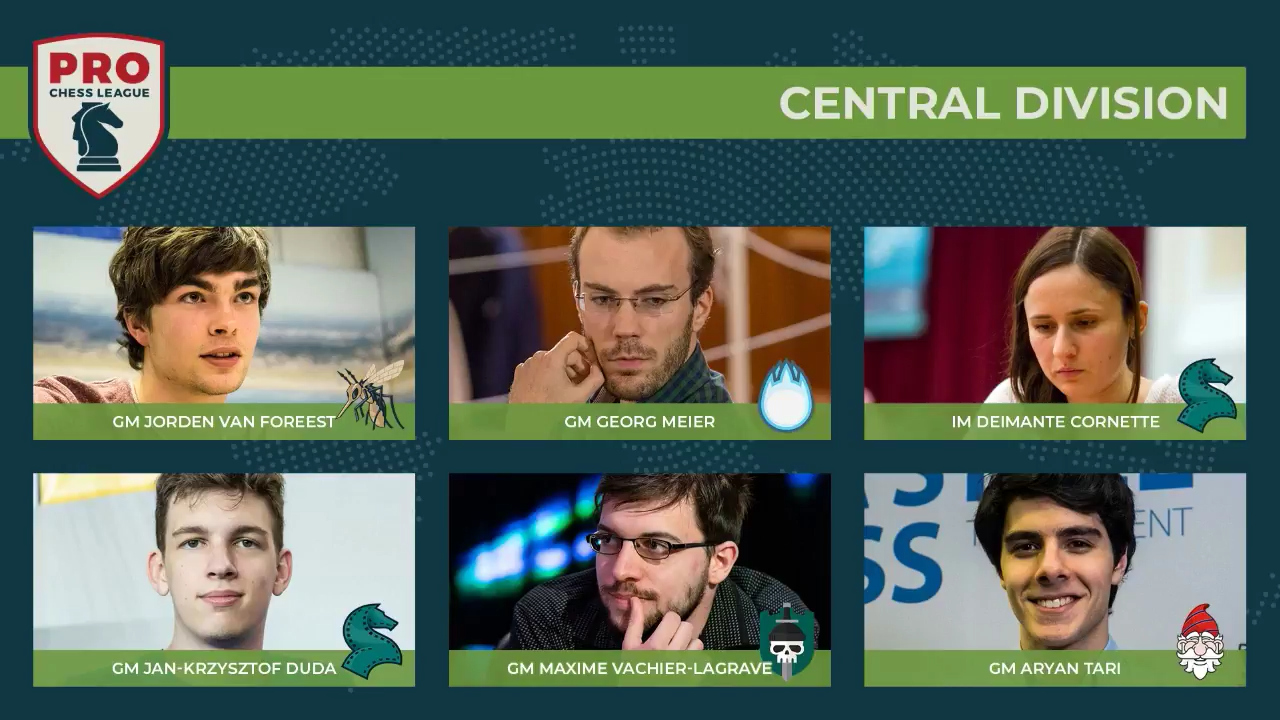 PRO
CHESS LEAGUE
CENTRAL DIVISION
GM JORDEN VAN FOREEST
GM GEORG MEIER
IM DEIMANTE CORNETTE
GM JAN-KRZYSZTOF DUDA
GM MAXIME VACHIER-LAGRAVE
GM ARYAN TARI